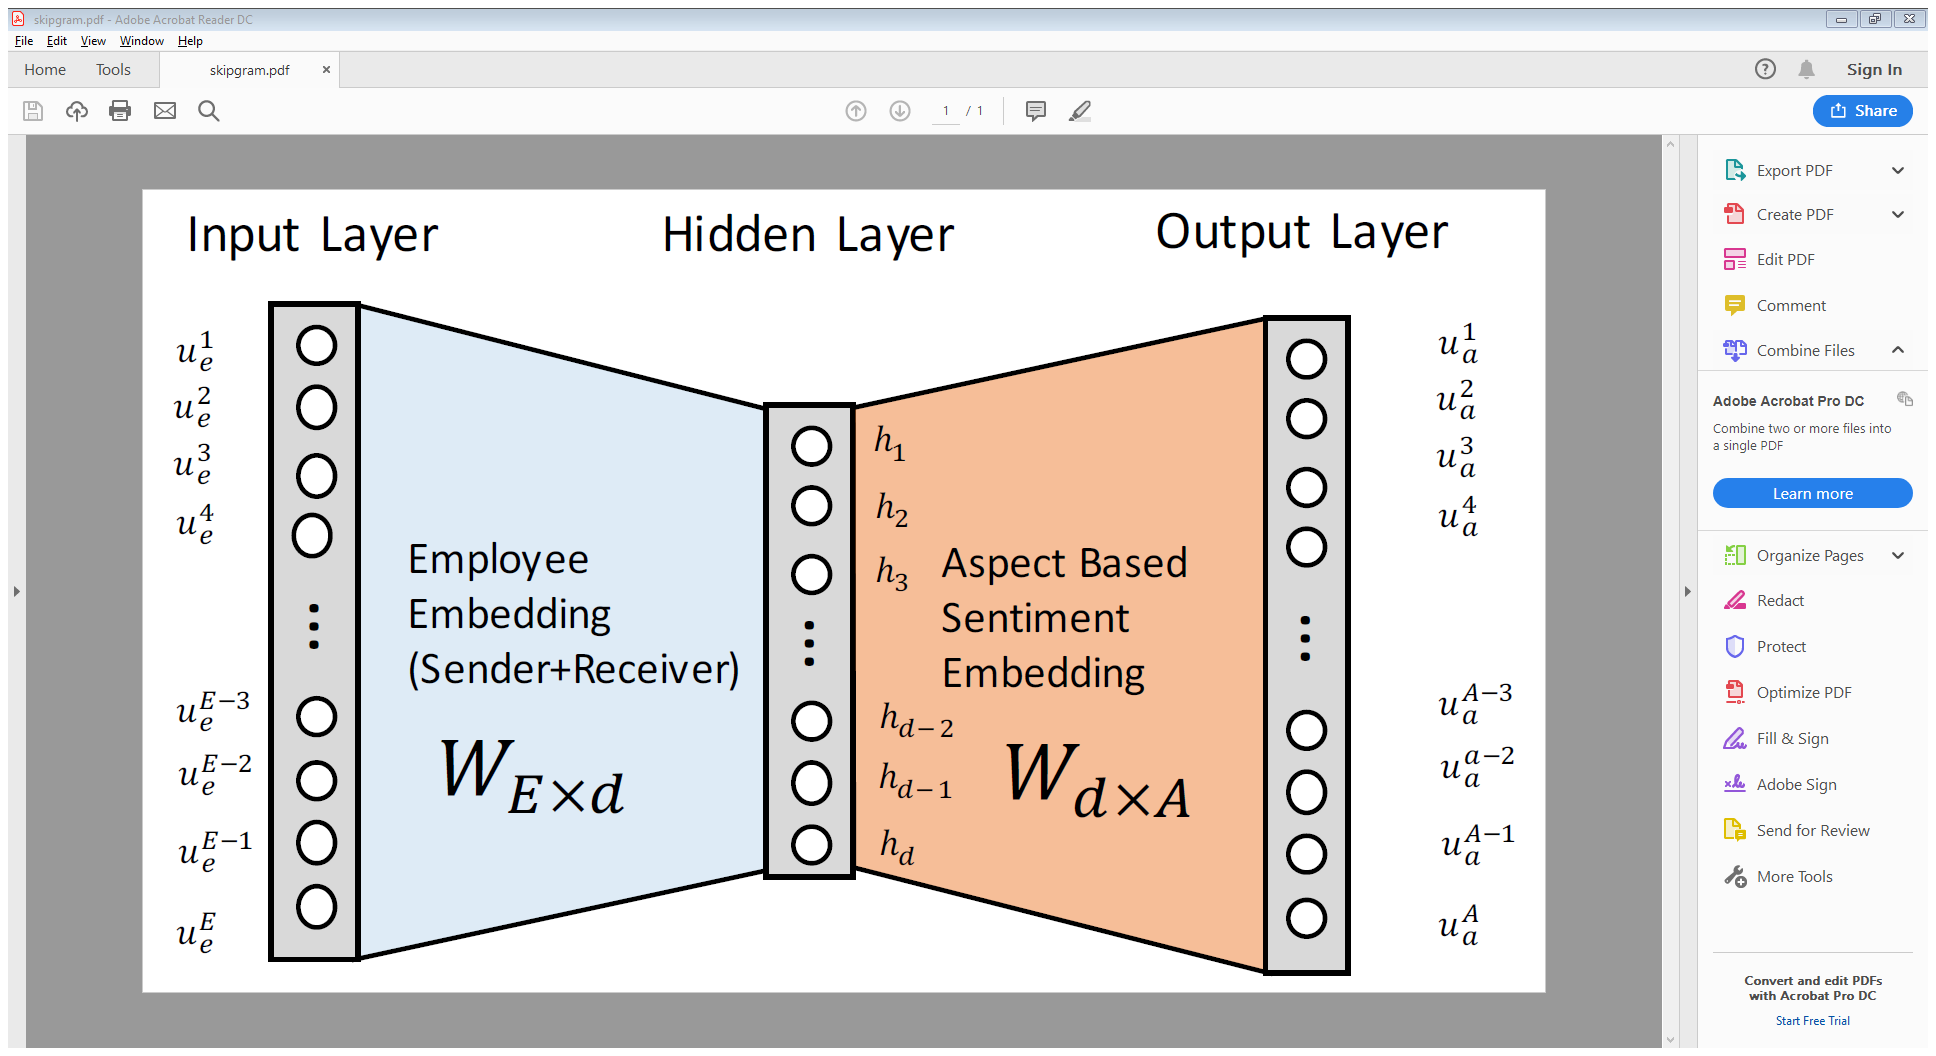 skipgram.pdf - Adobe Acrobat Reader DC
File Edit View Window Help
Home Tools skipgram.pdf × Sign In
1 / 1
Share
Input Layer Hidden Layer Output Layer
u_e^1
u_e^2
u_e^3
u_e^4
u_e^{E-3}
u_e^{E-2}
u_e^{E-1}
u_e^E
Employee
Embedding
(Sender+Receiver)
W_{E×d}
h_1
h_2
h_3
h_{d-2}
h_{d-1}
h_d
Aspect Based
Sentiment
Embedding
W_{d×A}
u_a^1
u_a^2
u_a^3
u_a^4
u_a^{A-3}
u_a^{a-2}
u_a^{A-1}
u_a^A
Export PDF
Create PDF
Edit PDF
Comment
Combine Files
Adobe Acrobat Pro DC
Combine two or more files into
a single PDF
Learn more
Organize Pages
Redact
Protect
Optimize PDF
Fill & Sign
Adobe Sign
Send for Review
More Tools
Convert and edit PDFs
with Acrobat Pro DC
Start Free Trial